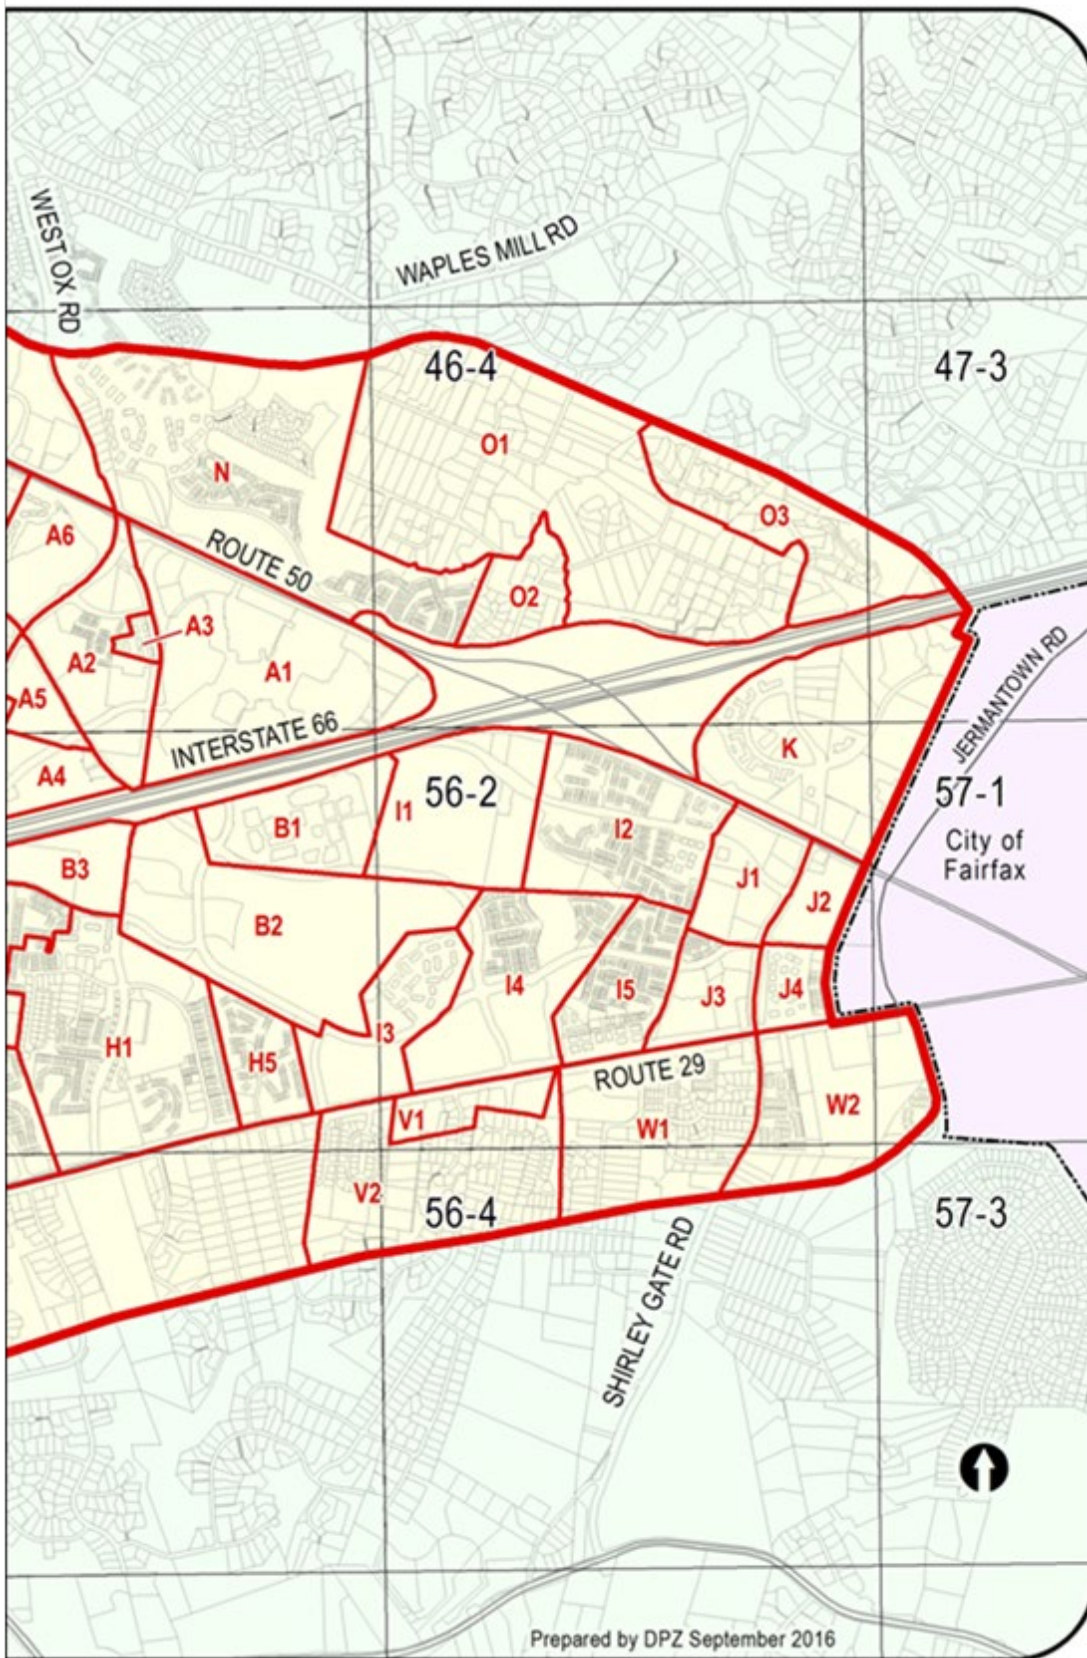 WEST OX RD
WAPLES MILL RD
46-4
47-3
O1
N
O3
A6
ROUTE 50
O2
A3
A2
A1
A5
JERMANTOWN RD
INTERSTATE 66
K
A4
56-2
57-1
I1
B1
I2
City of
Fairfax
B3
J1
J2
B2
I4
I5
J3
J4
I3
H1
H5
ROUTE 29
V1
W1
W2
V2
56-4
57-3
SHIRLEY GATE RD
Prepared by DPZ September 2016